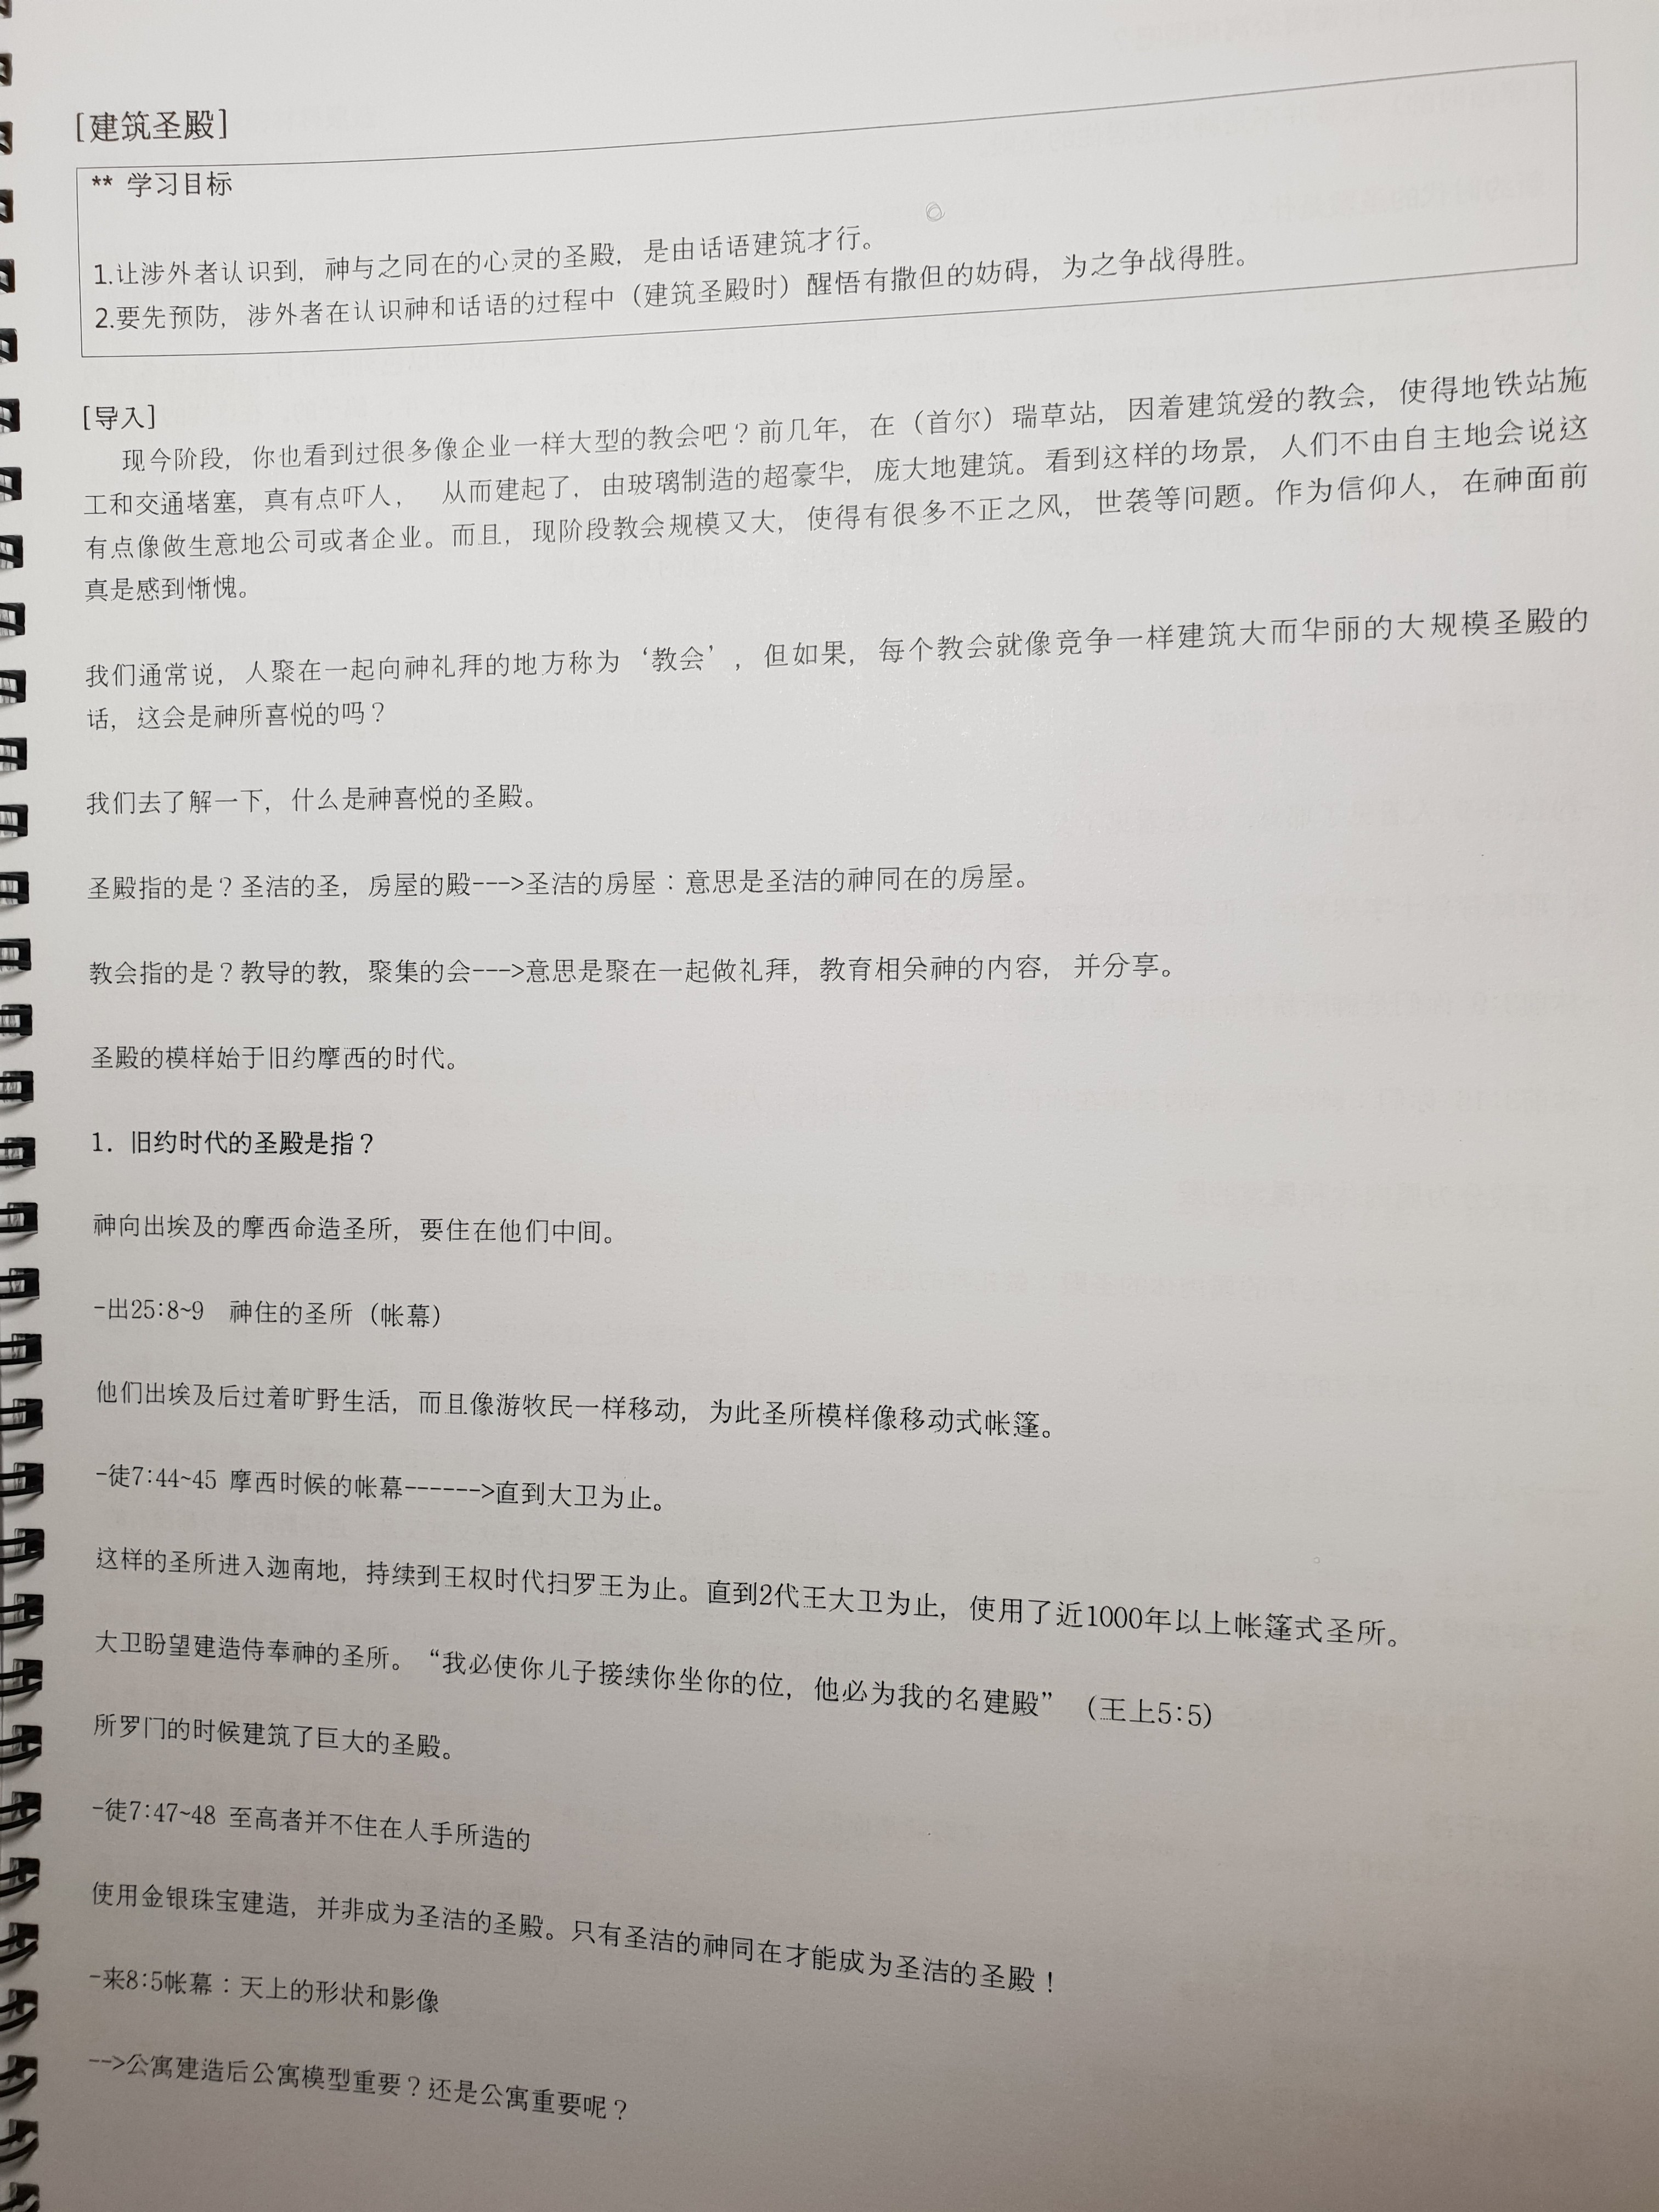 [建筑圣殿]
** 学习目标
1.让涉外者认识到，神与之同在的心灵的圣殿，是由话语建筑才行。
2.要先预防，涉外者在认识神和话语的过程中（建筑圣殿时）醒悟有撒但的妨碍，为之争战得胜。
[导入]
现今阶段，你也看到过很多像企业一样大型的教会吧？前几年，在（首尔）瑞草站，因着建筑爱的教会，使得地铁站施
工和交通堵塞，真有点吓人， 从而建起了，由玻璃制造的超豪华，庞大地建筑。看到这样的场景，人们不由自主地会说这
有点像做生意地公司或者企业。而且，现阶段教会规模又大，使得有很多不正之风，世袭等问题。作为信仰人，在神面前
真是感到惭愧。
我们通常说，人聚在一起向神礼拜的地方称为‘教会’，但如果，每个教会就像竞争一样建筑大而华丽的大规模圣殿的
话，这会是神所喜悦的吗？
我们去了解一下，什么是神喜悦的圣殿。
圣殿指的是？圣洁的圣，房屋的殿--->圣洁的房屋：意思是圣洁的神同在的房屋。
教会指的是？教导的教，聚集的会--->意思是聚在一起做礼拜，教育相关神的内容，并分享。
圣殿的模样始于旧约摩西的时代。
1. 旧约时代的圣殿是指？
神向出埃及的摩西命造圣所，要住在他们中间。
-出25:8~9 神住的圣所（帐幕）
他们出埃及后过着旷野生活，而且像游牧民一样移动，为此圣所模样像移动式帐篷。
-徒7:44~45 摩西时候的帐幕------>直到大卫为止。
这样的圣所进入迦南地，持续到王权时代扫罗王为止。直到2代王大卫为止，使用了近1000年以上帐篷式圣所。
大卫盼望建造侍奉神的圣所。“我必使你儿子接续你坐你的位，他必为我的名建殿”（王上5:5）
所罗门的时候建筑了巨大的圣殿。
-徒7:47~48 至高者并不住在人手所造的
使用金银珠宝建造，并非成为圣洁的圣殿。只有圣洁的神同在才能成为圣洁的圣殿！
-来8:5帐幕：天上的形状和影像
-->公寓建造后公寓模型重要？还是公寓重要呢？